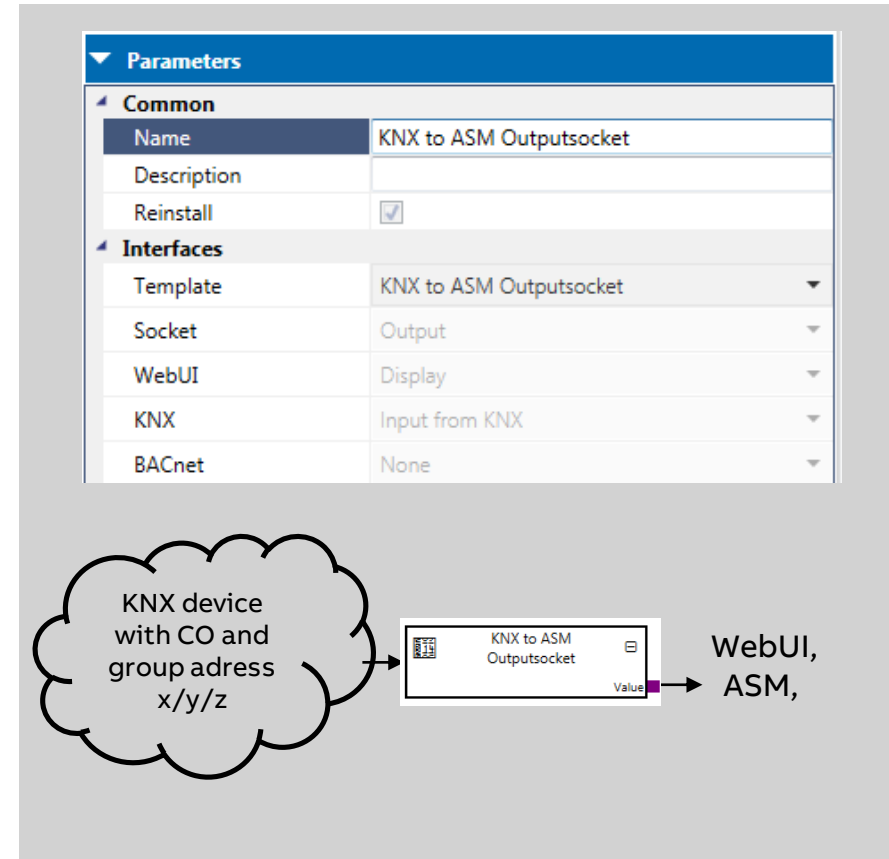 Parameters
Common
Name KNX to ASM Outputsocket
Description
Reinstall
Interfaces
Template KNX to ASM Outputsocket
Socket Output
WebUI Display
KNX Input from KNX
BACnet None
KNX device
with CO and
group adress
x/y/z
KNX to ASM
Outputsocket
Value
WebUI,
ASM,